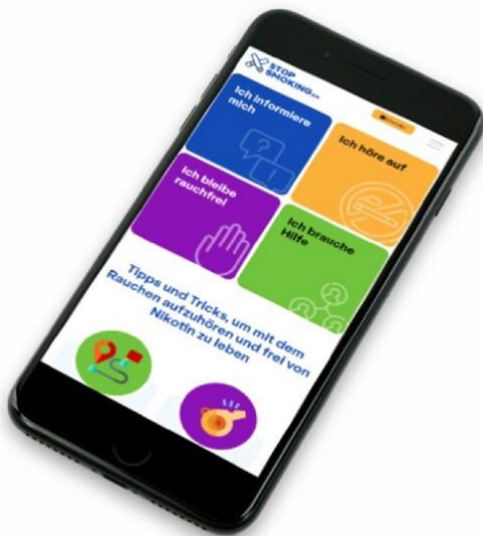 STOP
SMOKING.ch
Ich informiere
mich
Ich höre auf
Ich bleibe
rauchfrei
Ich brauche
Hilfe
Tipps und Tricks, um mit dem
Rauchen aufzuhören und frei von
Nikotin zu leben